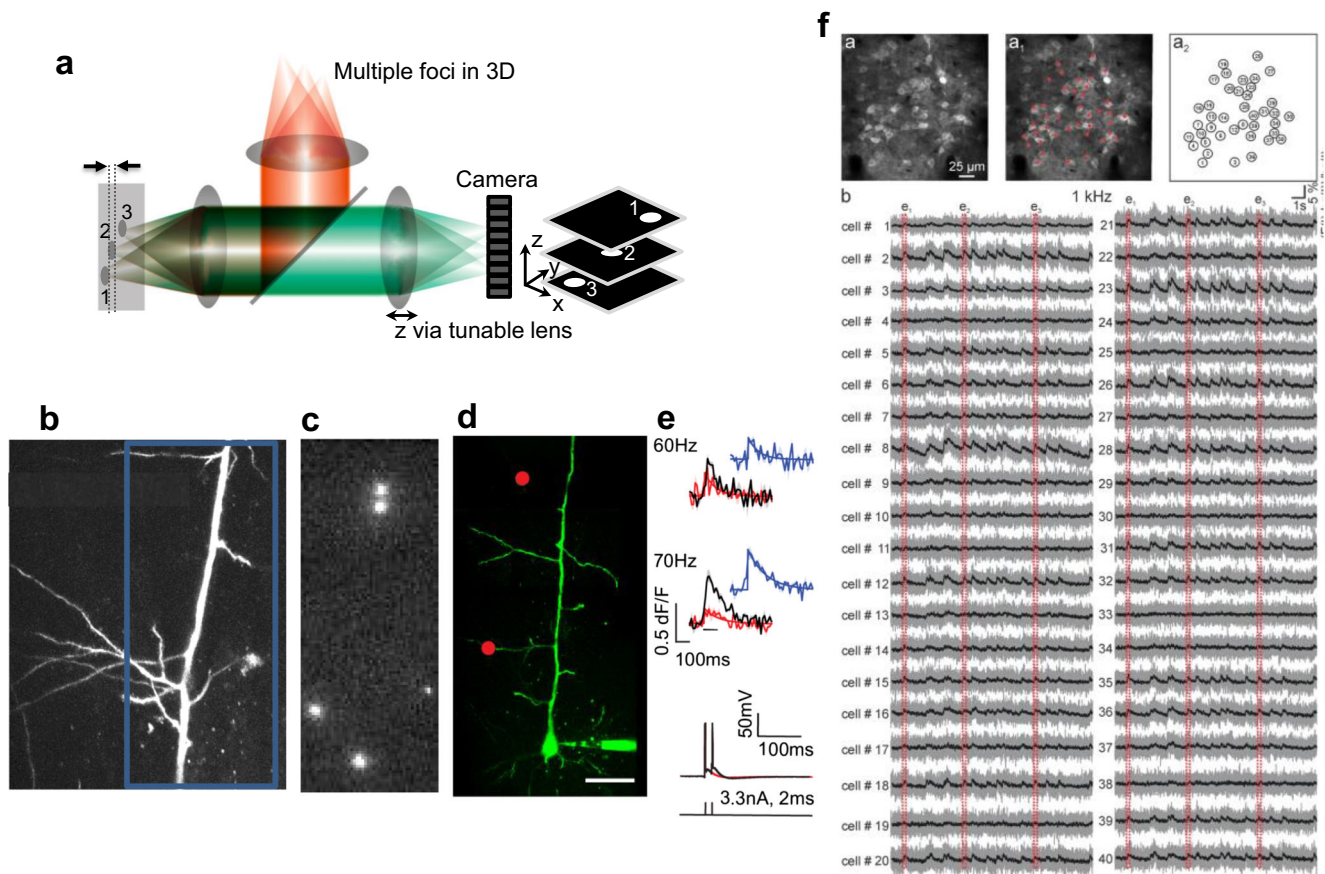 a
Multiple foci in 3D
Camera
1
2
3
1
2
3
z
y
x
z via tunable lens
b
c
d
e
60Hz
70Hz
0.5 dF/F
100ms
50mV
100ms
3.3nA, 2ms
f
a
25 µm
a₁
a₂
b
1 kHz
1s
5 %
e₁ e₂ e₃ e₁ e₂ e₃
cell # 1 21
cell # 2 22
cell # 3 23
cell # 4 24
cell # 5 25
cell # 6 26
cell # 7 27
cell # 8 28
cell # 9 29
cell # 10 30
cell # 11 31
cell # 12 32
cell # 13 33
cell # 14 34
cell # 15 35
cell # 16 36
cell # 17 37
cell # 18 38
cell # 19 39
cell # 20 40